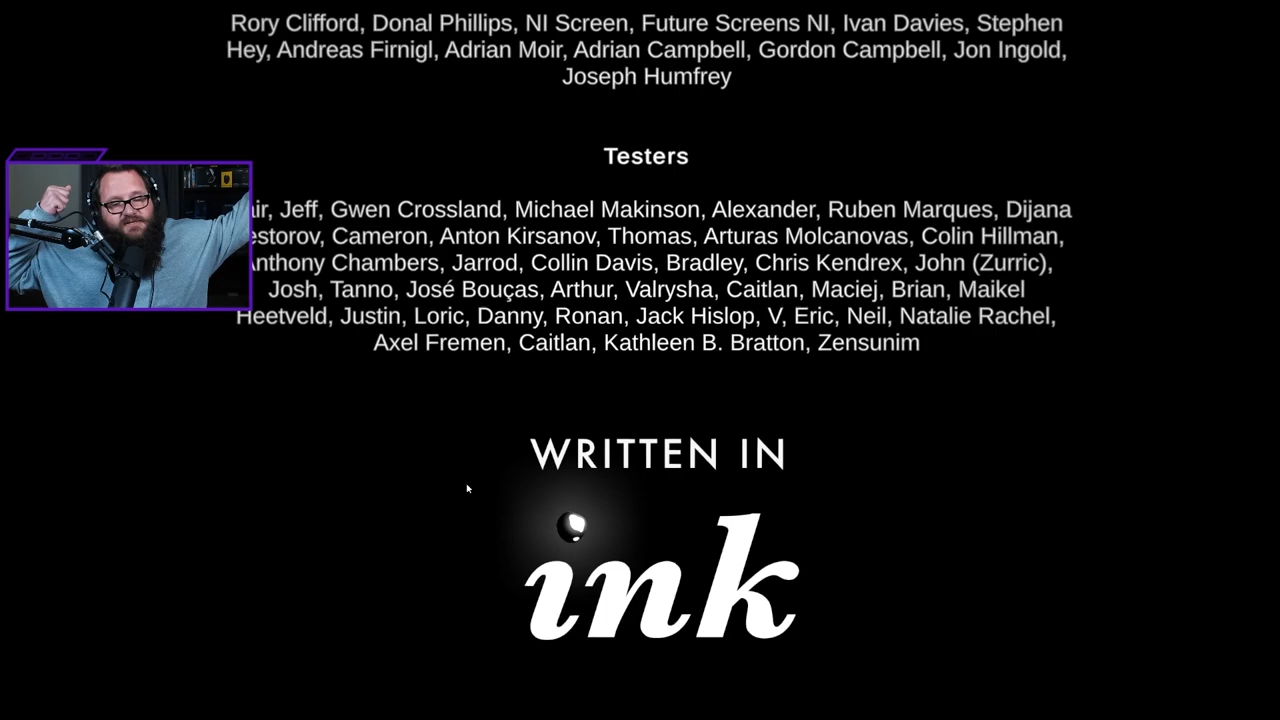 Rory Clifford, Donal Phillips, NI Screen, Future Screens NI, Ivan Davies, Stephen
Hey, Andreas Firnigl, Adrian Moir, Adrian Campbell, Gordon Campbell, Jon Ingold,
Joseph Humfrey
Testers
Jeff, Gwen Crossland, Michael Makinson, Alexander, Ruben Marques, Dijana
Cameron, Anton Kirsanov, Thomas, Arturas Molcanovas, Colin Hillman,
Anthony Chambers, Jarrod, Collin Davis, Bradley, Chris Kendrex, John (Zurric),
Josh, Tanno, José Bouças, Arthur, Valrysha, Caitlan, Maciej, Brian, Maikel
Heetveld, Justin, Loric, Danny, Ronan, Jack Hislop, V, Eric, Neil, Natalie Rachel,
Axel Fremen, Caitlan, Kathleen B. Bratton, Zensunim
WRITTEN IN
ink